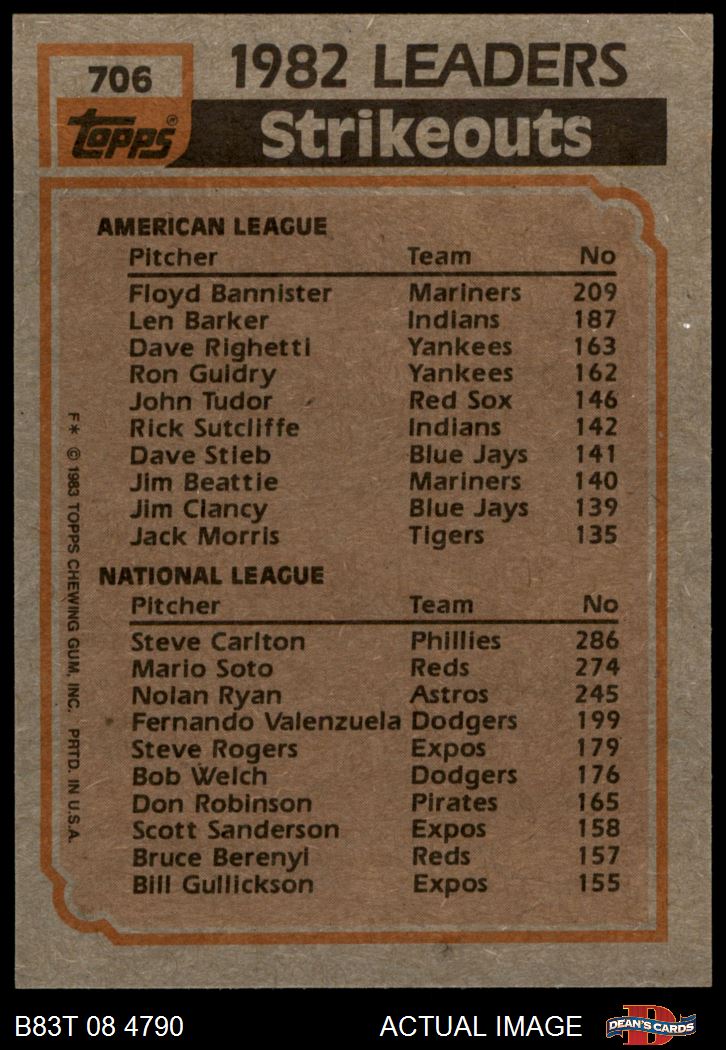 706
1982 LEADERS
Topps®
Strikeouts
AMERICAN LEAGUE
Pitcher Team No
Floyd Bannister Mariners 209
Len Barker Indians 187
Dave Righetti Yankees 163
Ron Guidry Yankees 162
John Tudor Red Sox 146
Rick Sutcliffe Indians 142
Dave Stieb Blue Jays 141
Jim Beattie Mariners 140
Jim Clancy Blue Jays 139
Jack Morris Tigers 135
NATIONAL LEAGUE
Pitcher Team No
Steve Carlton Phillies 286
Mario Soto Reds 274
Nolan Ryan Astros 245
Fernando Valenzuela Dodgers 199
Steve Rogers Expos 179
Bob Welch Dodgers 176
Don Robinson Pirates 165
Scott Sanderson Expos 158
Bruce Berenyi Reds 157
Bill Gullickson Expos 155
F* © 1983 TOPPS CHEWING GUM, INC. PRTD. IN U.S.A.
B83T 08 4790 ACTUAL IMAGE
D
DEAN'S CARDS